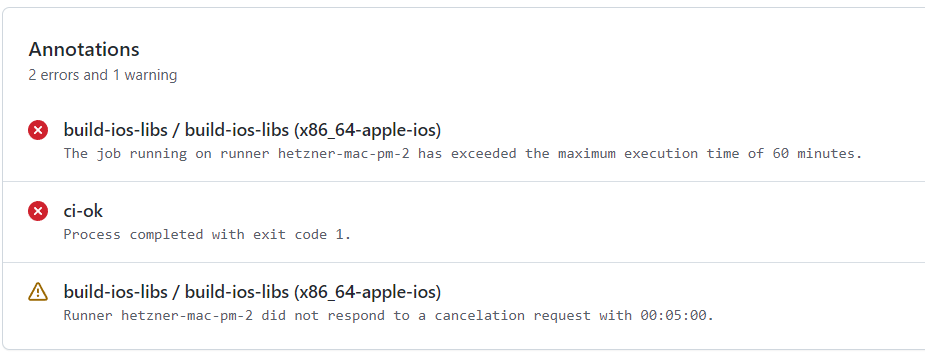 Annotations
2 errors and 1 warning
build-ios-libs / build-ios-libs (x86_64-apple-ios)
The job running on runner hetzner-mac-pm-2 has exceeded the maximum execution time of 60 minutes.
ci-ok
Process completed with exit code 1.
build-ios-libs / build-ios-libs (x86_64-apple-ios)
Runner hetzner-mac-pm-2 did not respond to a cancelation request with 00:05:00.